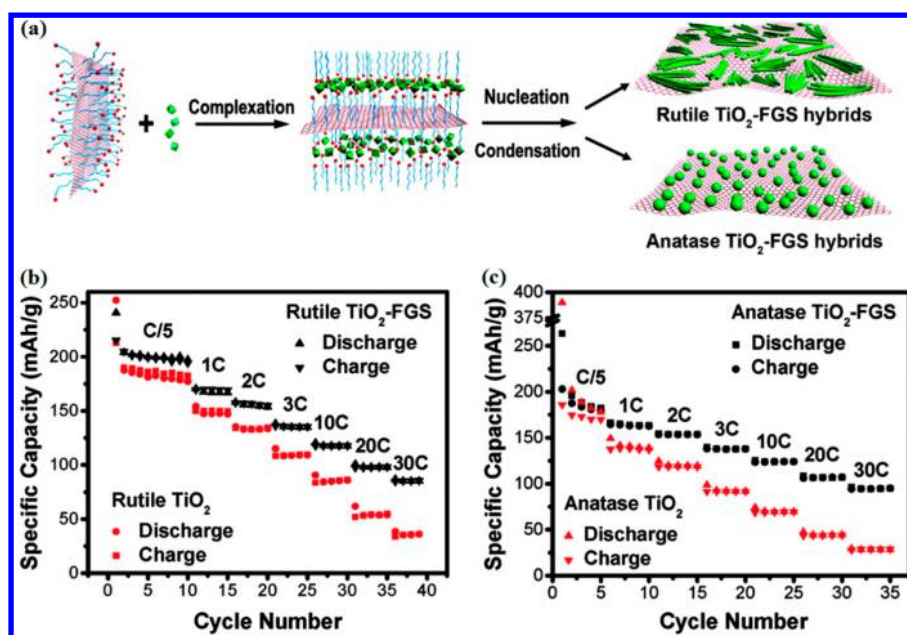 (a)
Complexation
+
Nucleation
Condensation
Rutile TiO₂-FGS hybrids
Anatase TiO₂-FGS hybrids
(b)
Specific Capacity (mAh/g)
250
200
150
100
50
0
C/5
1C
2C
3C
10C
20C
30C
Rutile TiO₂-FGS
Discharge
Charge
Rutile TiO₂
Discharge
Charge
0 5 10 15 20 25 30 35 40
Cycle Number
(c)
Specific Capacity (mAh/g)
400
375
200
150
100
50
0
C/5
1C
2C
3C
10C
20C
30C
Anatase TiO₂-FGS
Discharge
Charge
Anatase TiO₂
Discharge
Charge
0 5 10 15 20 25 30 35
Cycle Number